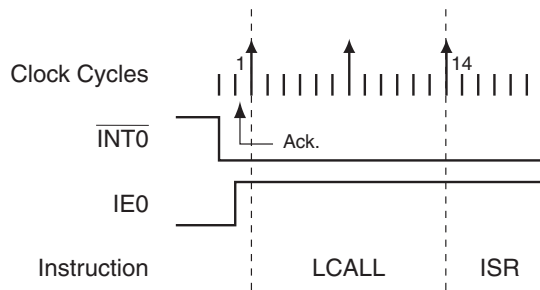 1 14
Clock Cycles
INT0
Ack.
IE0
Instruction LCALL ISR